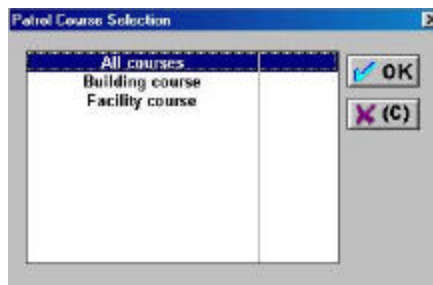 Patrol Course Selection
All courses
Building course
Facility course
OK
(C)